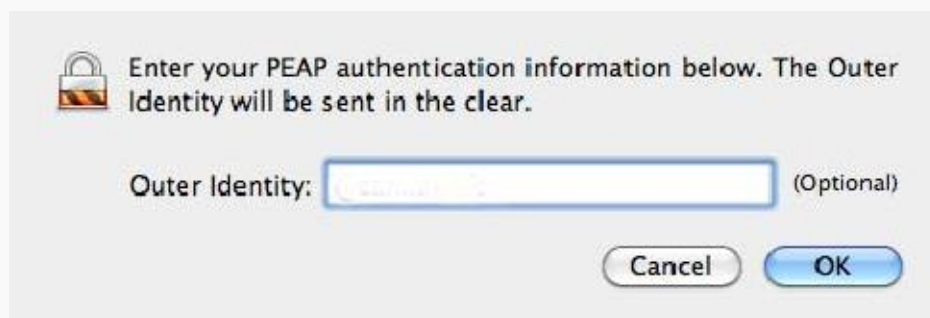 Enter your PEAP authentication information below. The Outer
Identity will be sent in the clear.
Outer Identity: (Optional)
Cancel OK